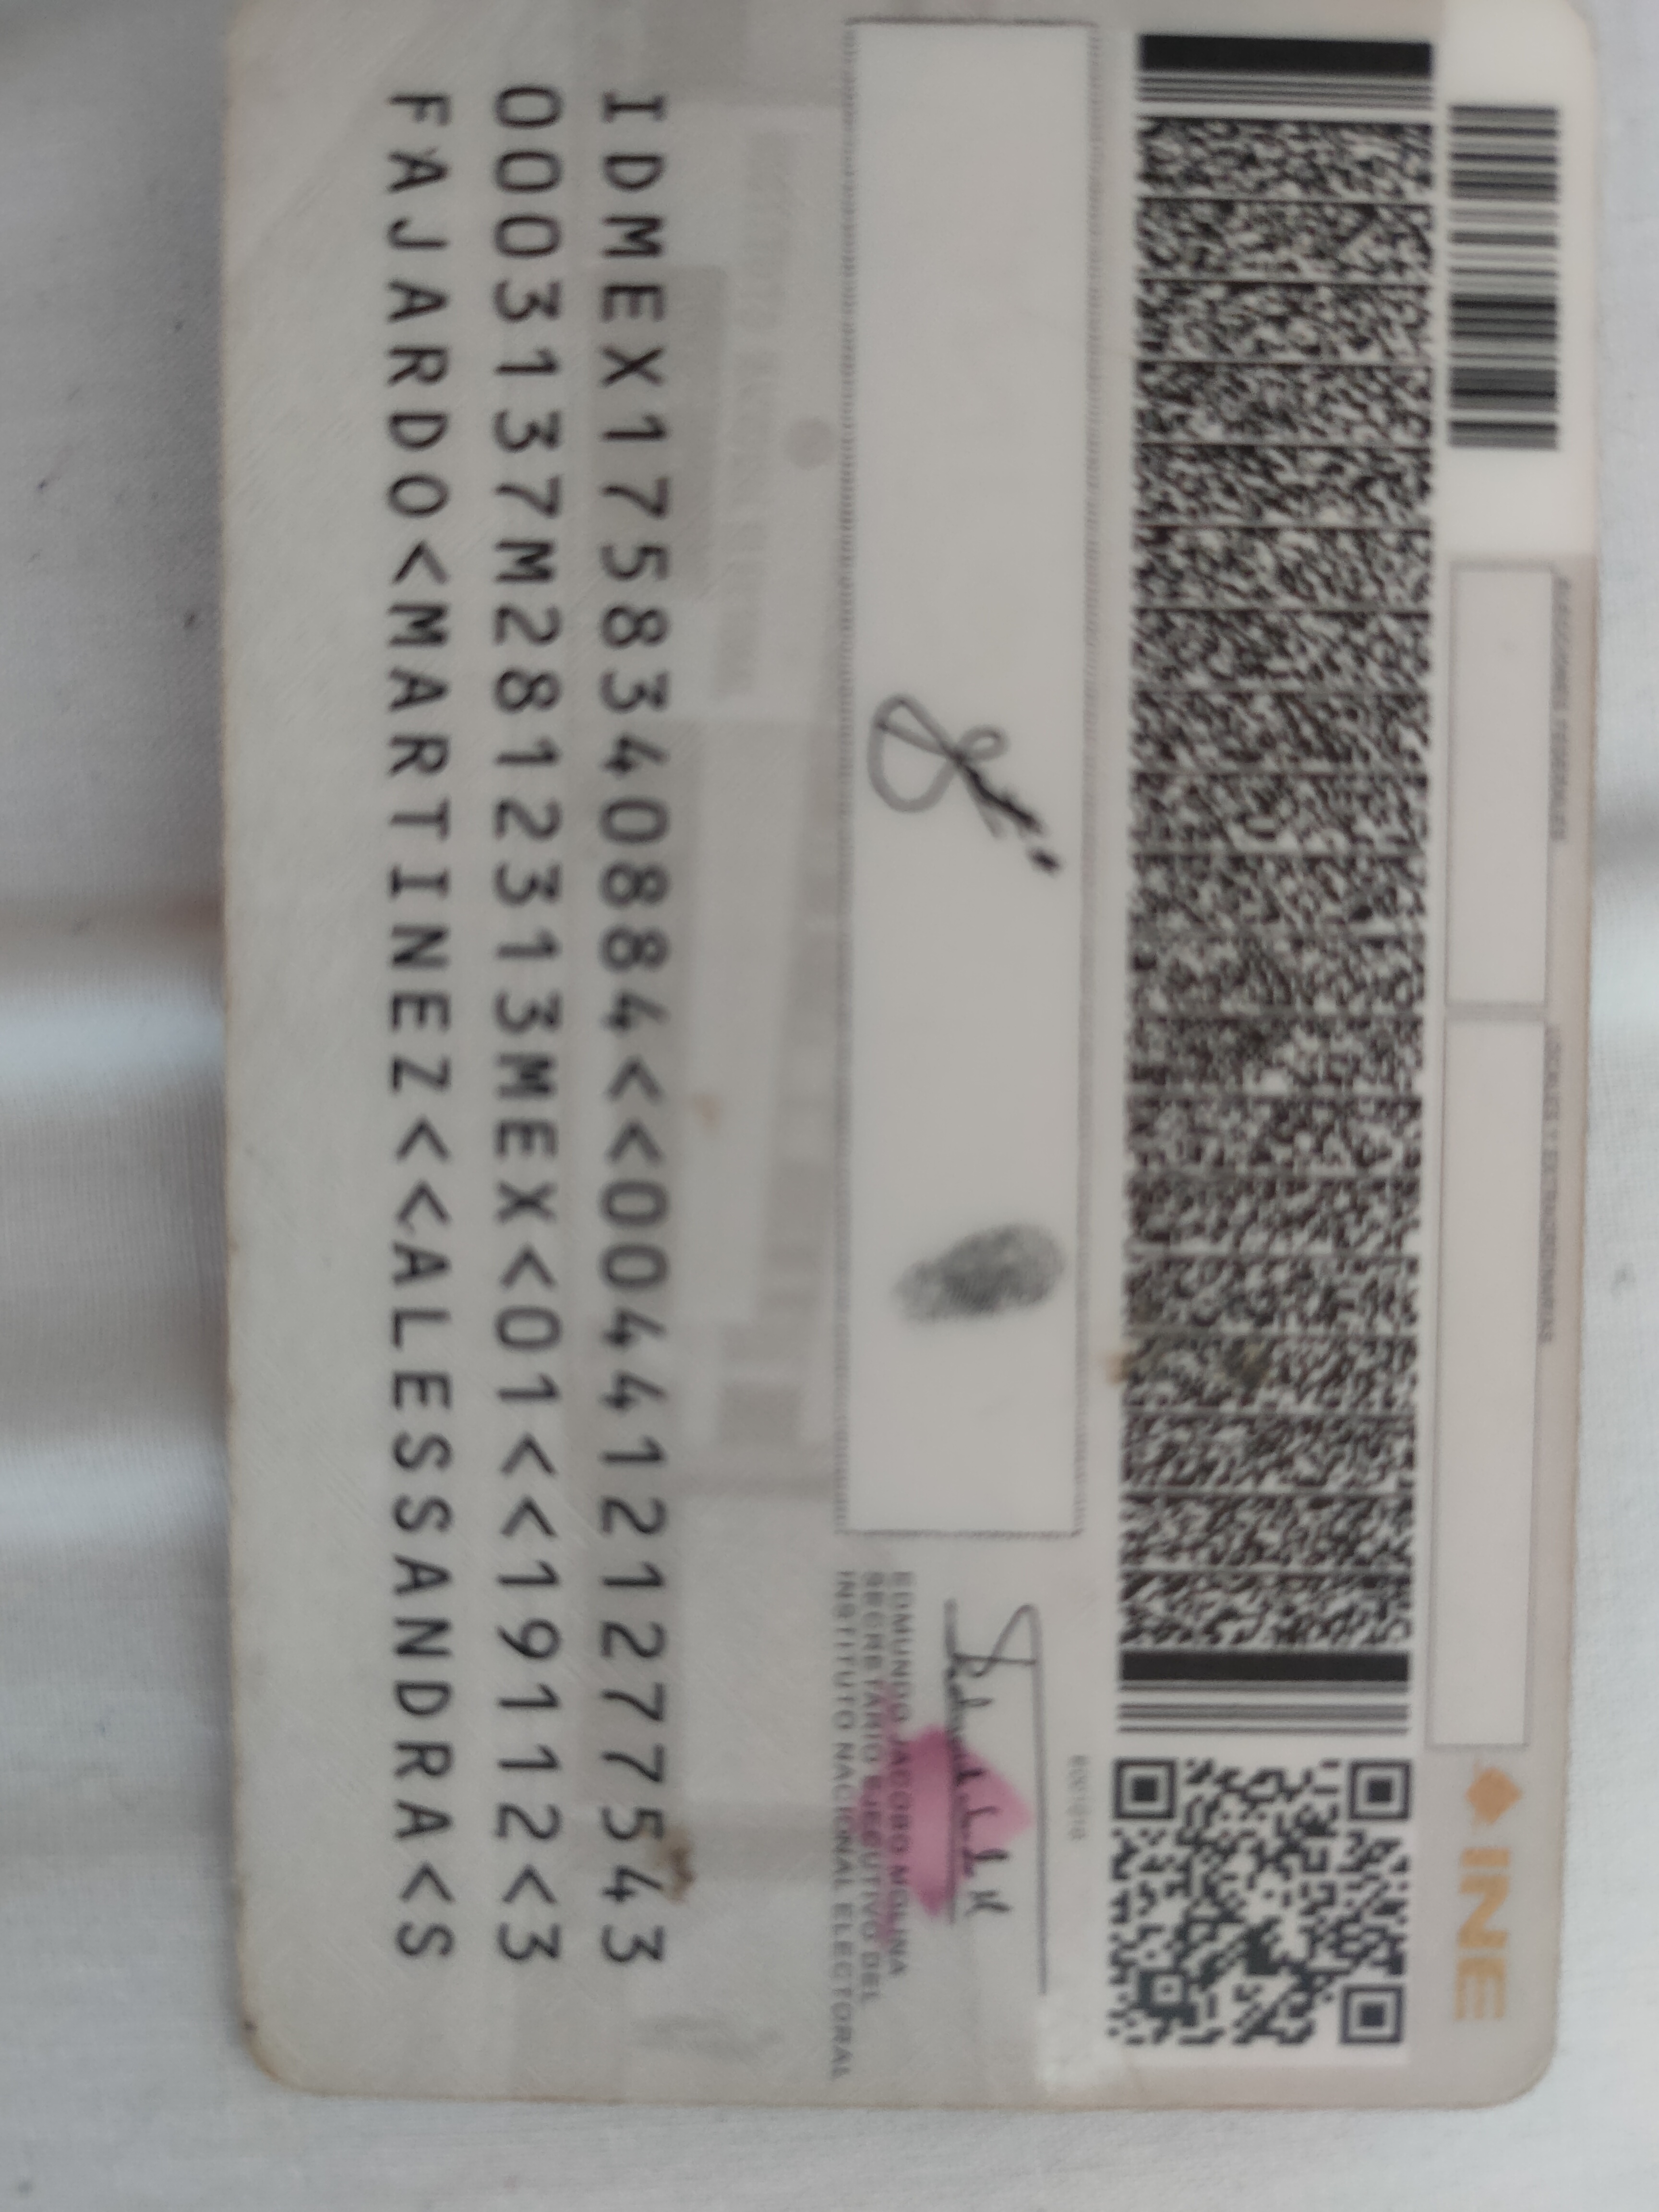 INE
EDMUNDO JACOBO MOLINA
SECRETARIO EJECUTIVO DEL
INSTITUTO NACIONAL ELECTORAL
IDMEX1758340884<<0044121277543
0003137M2812313MEX<01<<19112<3
FAJARDO<MARTINEZ<<ALESSANDRA<S